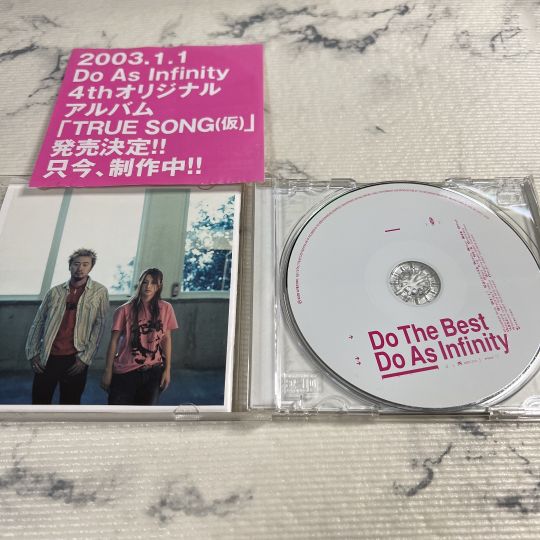 2003.1.1
Do As Infinity
4thオリジナル
アルバム
「TRUE SONG(仮)」
発売決定!!
只今、制作中!!
Do The Best
Do As Infinity